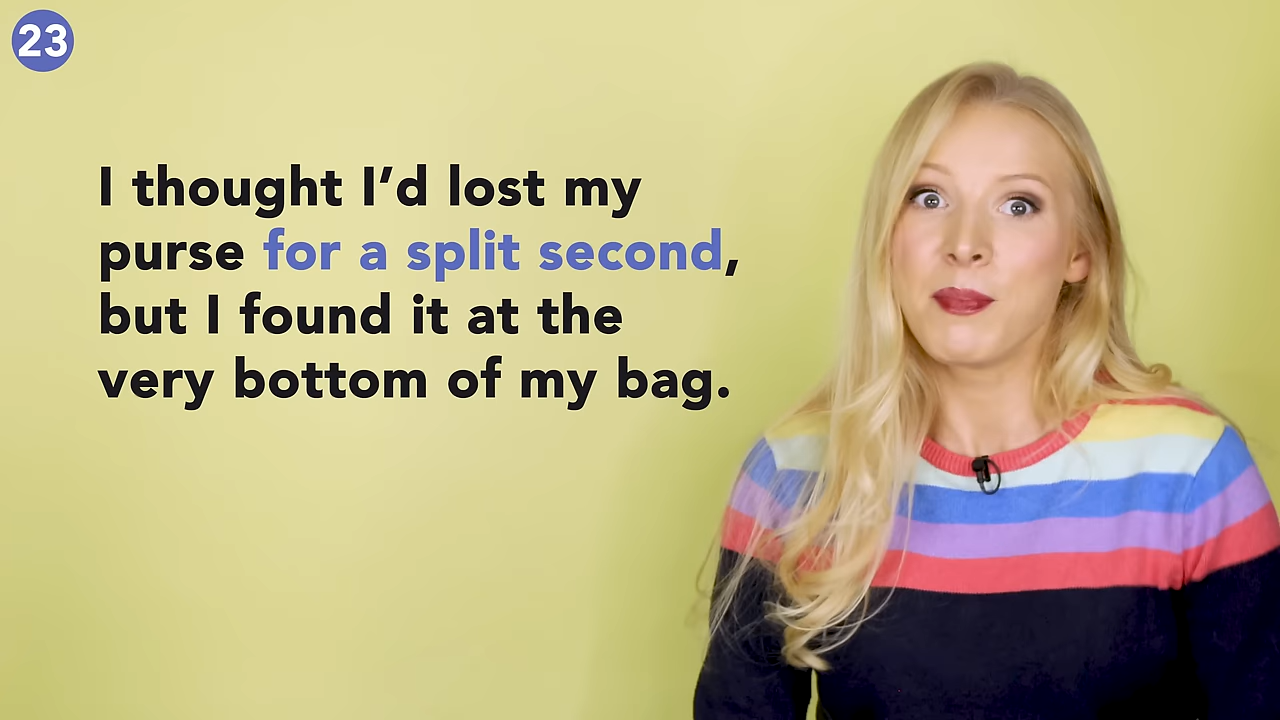 23
I thought I’d lost my
purse for a split second,
but I found it at the
very bottom of my bag.